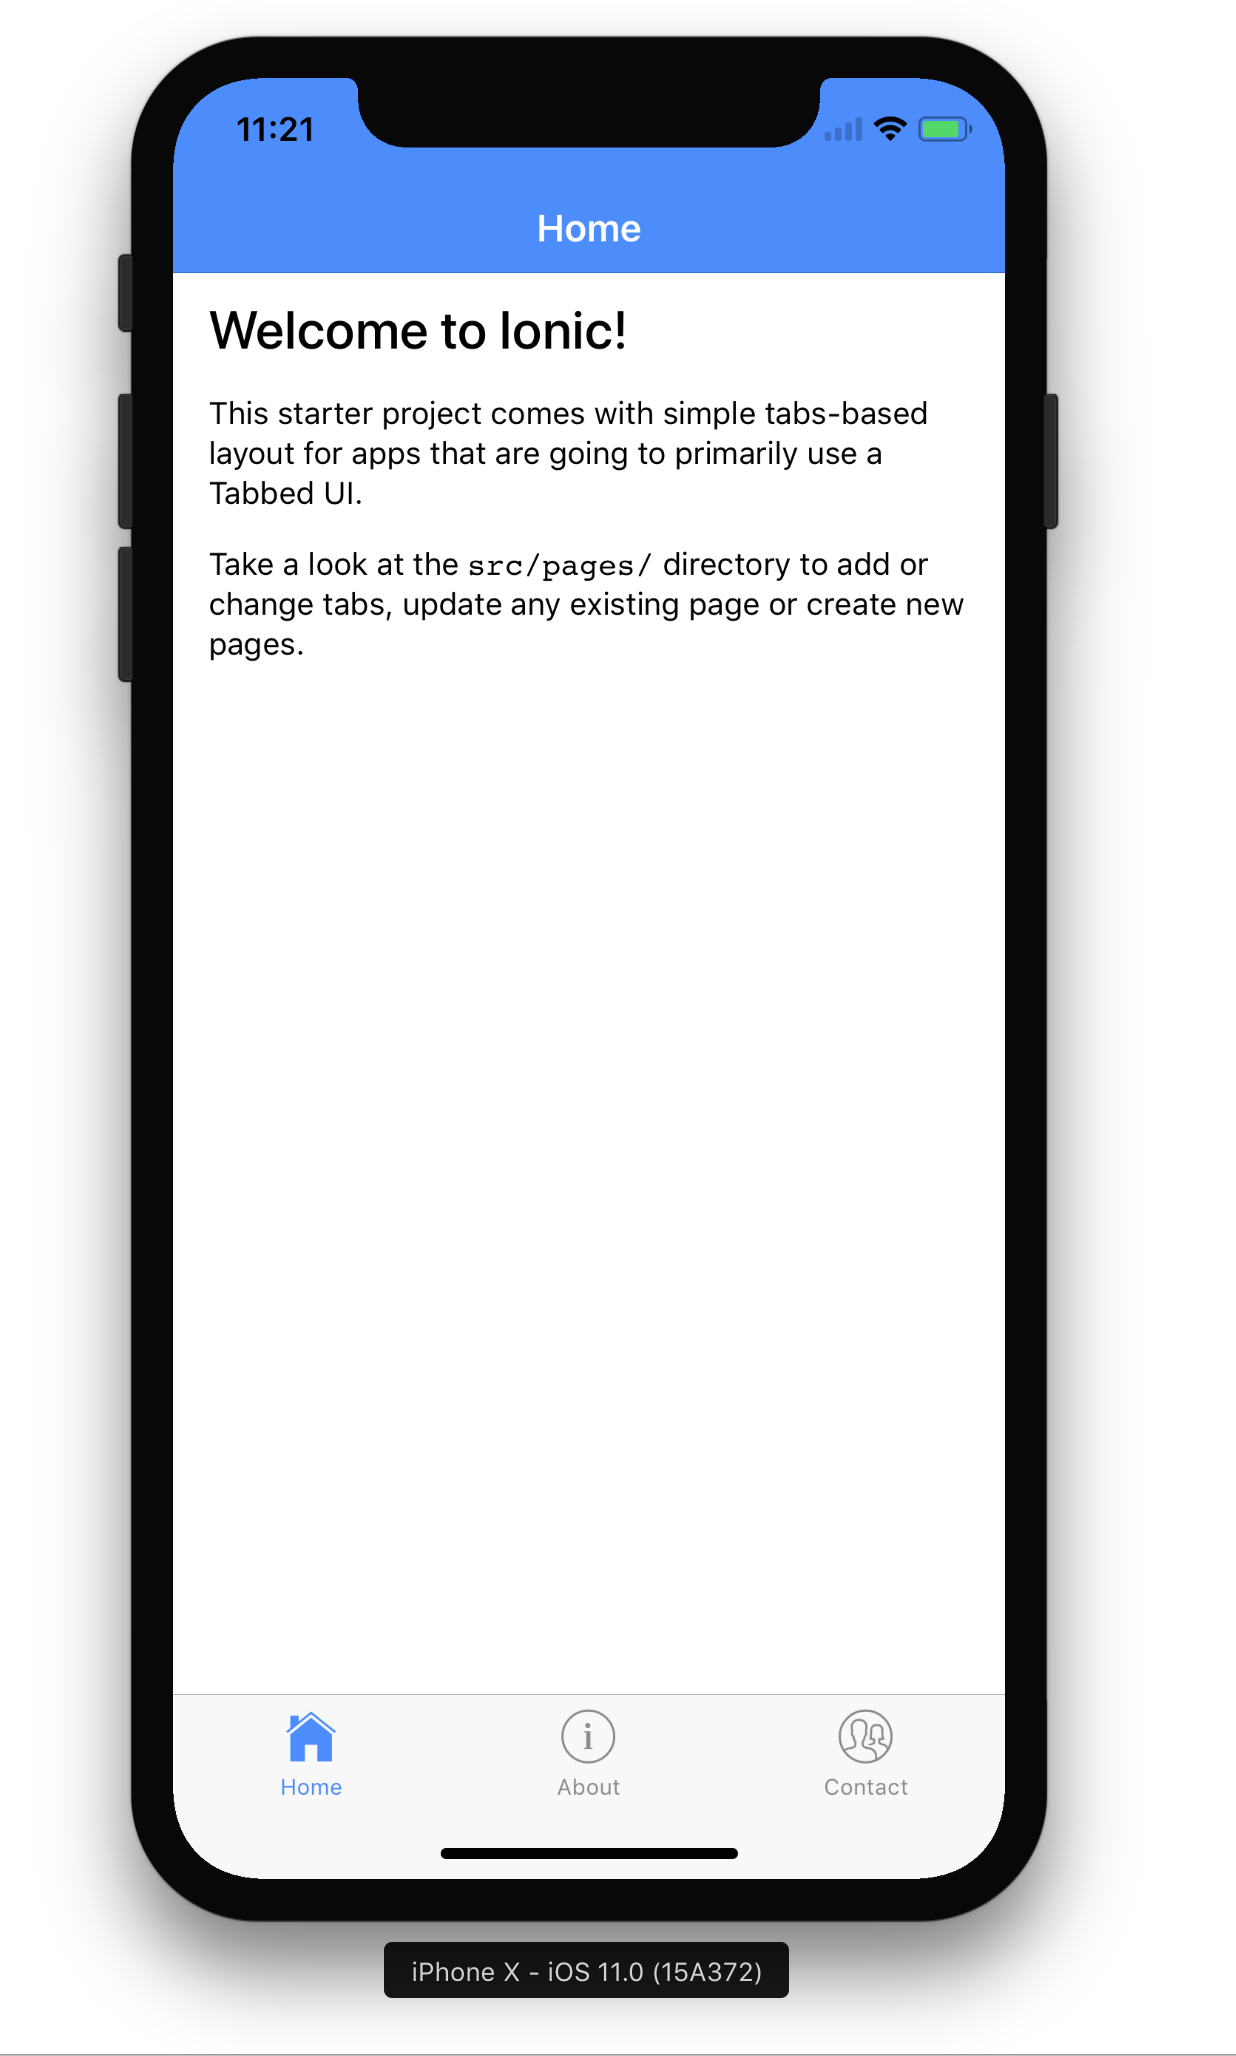 11:21
Home
Welcome to Ionic!
This starter project comes with simple tabs-based
layout for apps that are going to primarily use a
Tabbed UI.
Take a look at the src/pages/ directory to add or
change tabs, update any existing page or create new
pages.
Home
About
Contact
iPhone X - iOS 11.0 (15A372)